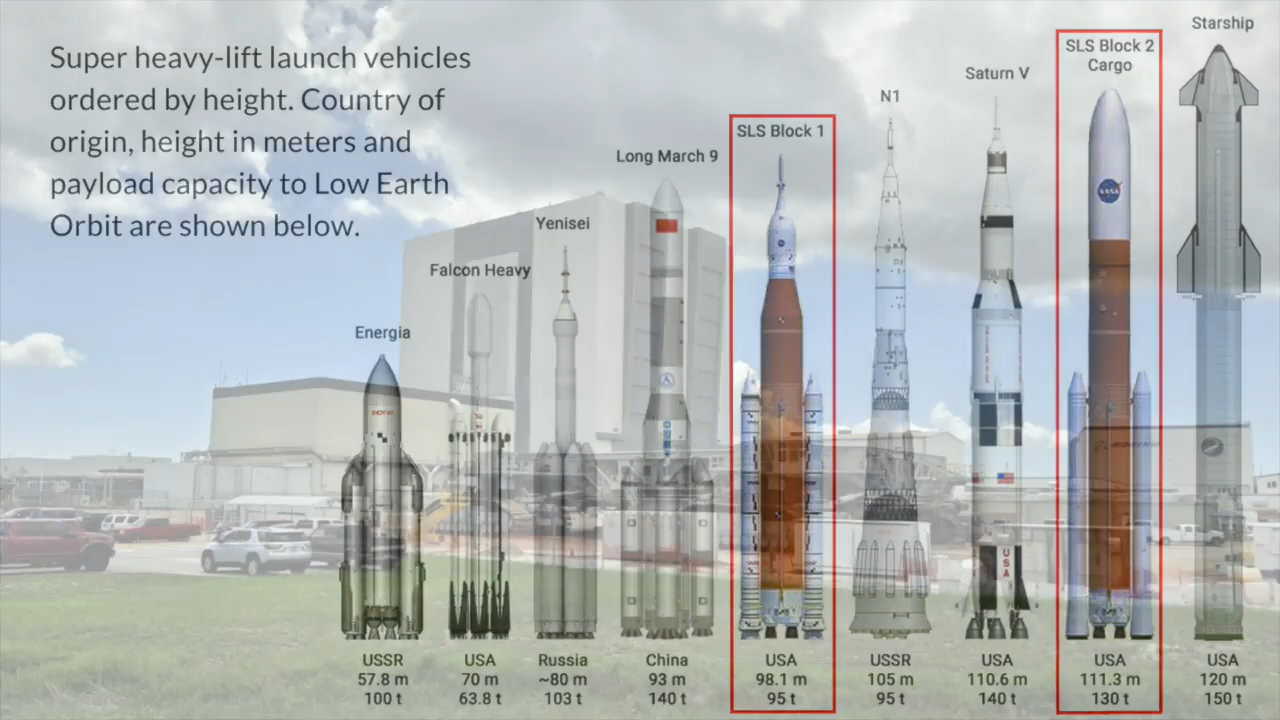 Super heavy-lift launch vehicles
ordered by height. Country of
origin, height in meters and
payload capacity to Low Earth
Orbit are shown below.
Energia
Falcon Heavy
Yenisei
Long March 9
SLS Block 1
N1
Saturn V
SLS Block 2
Cargo
Starship
NASA
USA
USSR
57.8 m
100 t
USA
70 m
63.8 t
Russia
~80 m
103 t
China
93 m
140 t
USA
98.1 m
95 t
USSR
105 m
95 t
USA
110.6 m
140 t
USA
111.3 m
130 t
USA
120 m
150 t